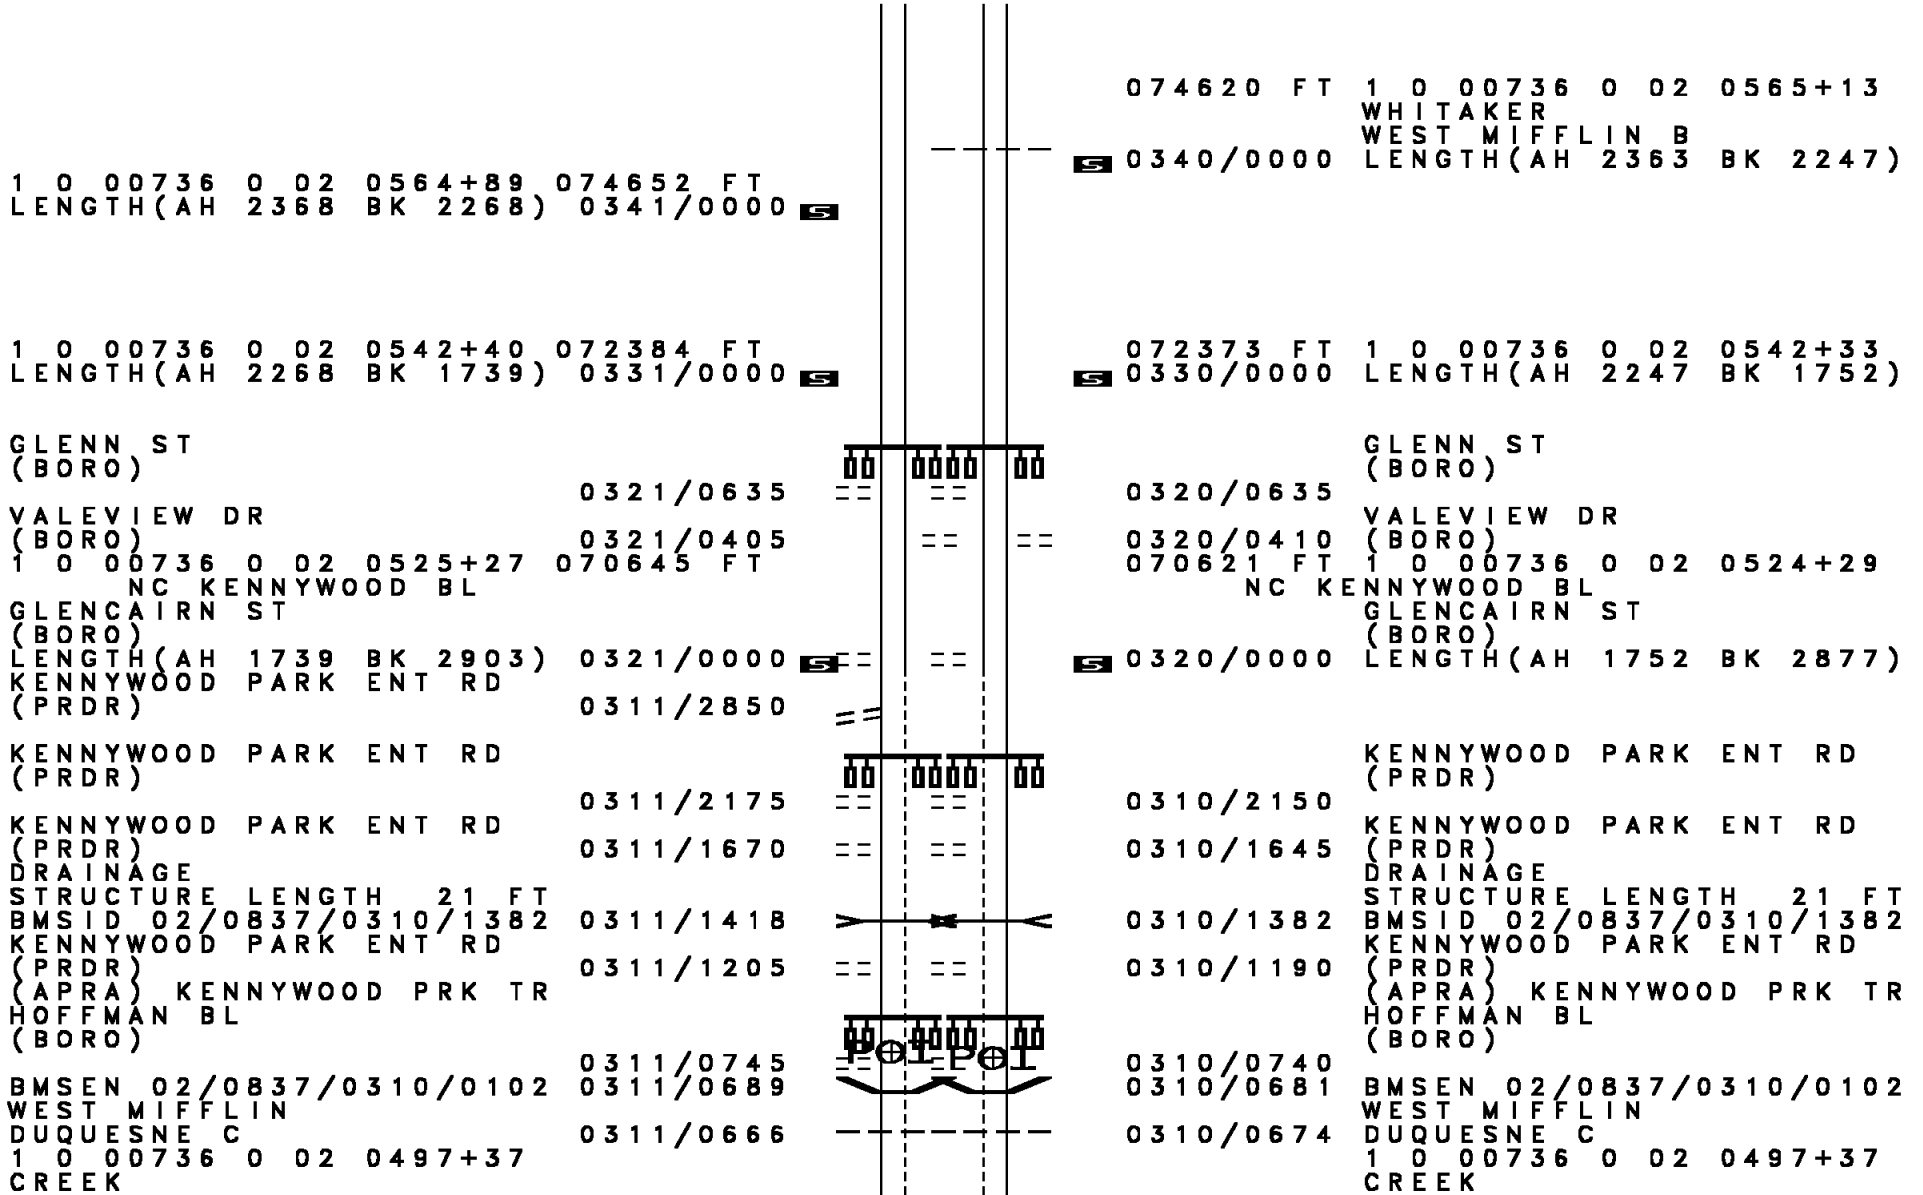 074620 FT 1 0 00736 0 02 0565+13
WHITAKER
WEST MIFFLIN B
S 0340/0000 LENGTH(AH 2363 BK 2247)
1 0 00736 0 02 0564+89 074652 FT
LENGTH(AH 2368 BK 2268) 0341/0000 S
1 0 00736 0 02 0542+40 072384 FT 072373 FT 1 0 00736 0 02 0542+33
LENGTH(AH 2268 BK 1739) 0331/0000 S S 0330/0000 LENGTH(AH 2247 BK 1752)
GLENN ST GLENN ST
(BORO) (BORO)
0321/0635 0320/0635
VALEVIEW DR VALEVIEW DR
(BORO) 0321/0405 0320/0410 (BORO)
1 0 00736 0 02 0525+27 070645 FT 070621 FT 1 0 00736 0 02 0524+29
NC KENNYWOOD BL NC KENNYWOOD BL
GLENCAIRN ST GLENCAIRN ST
(BORO) (BORO)
LENGTH(AH 1739 BK 2903) 0321/0000 S S 0320/0000 LENGTH(AH 1752 BK 2877)
KENNYWOOD PARK ENT RD
(PRDR) 0311/2850
KENNYWOOD PARK ENT RD KENNYWOOD PARK ENT RD
(PRDR) (PRDR)
0311/2175 0310/2150
KENNYWOOD PARK ENT RD KENNYWOOD PARK ENT RD
(PRDR) 0311/1670 0310/1645 (PRDR)
DRAINAGE DRAINAGE
STRUCTURE LENGTH 21 FT STRUCTURE LENGTH 21 FT
BMSID 02/0837/0310/1382 0311/1418 0310/1382 BMSID 02/0837/0310/1382
KENNYWOOD PARK ENT RD KENNYWOOD PARK ENT RD
(PRDR) 0311/1205 0310/1190 (PRDR)
(APRA) KENNYWOOD PRK TR (APRA) KENNYWOOD PRK TR
HOFFMAN BL HOFFMAN BL
(BORO) (BORO)
0311/0745 0310/0740
BMSEN 02/0837/0310/0102 0311/0689 0310/0681 BMSEN 02/0837/0310/0102
WEST MIFFLIN WEST MIFFLIN
DUQUESNE C 0311/0666 0310/0674 DUQUESNE C
1 0 00736 0 02 0497+37 1 0 00736 0 02 0497+37
CREEK CREEK